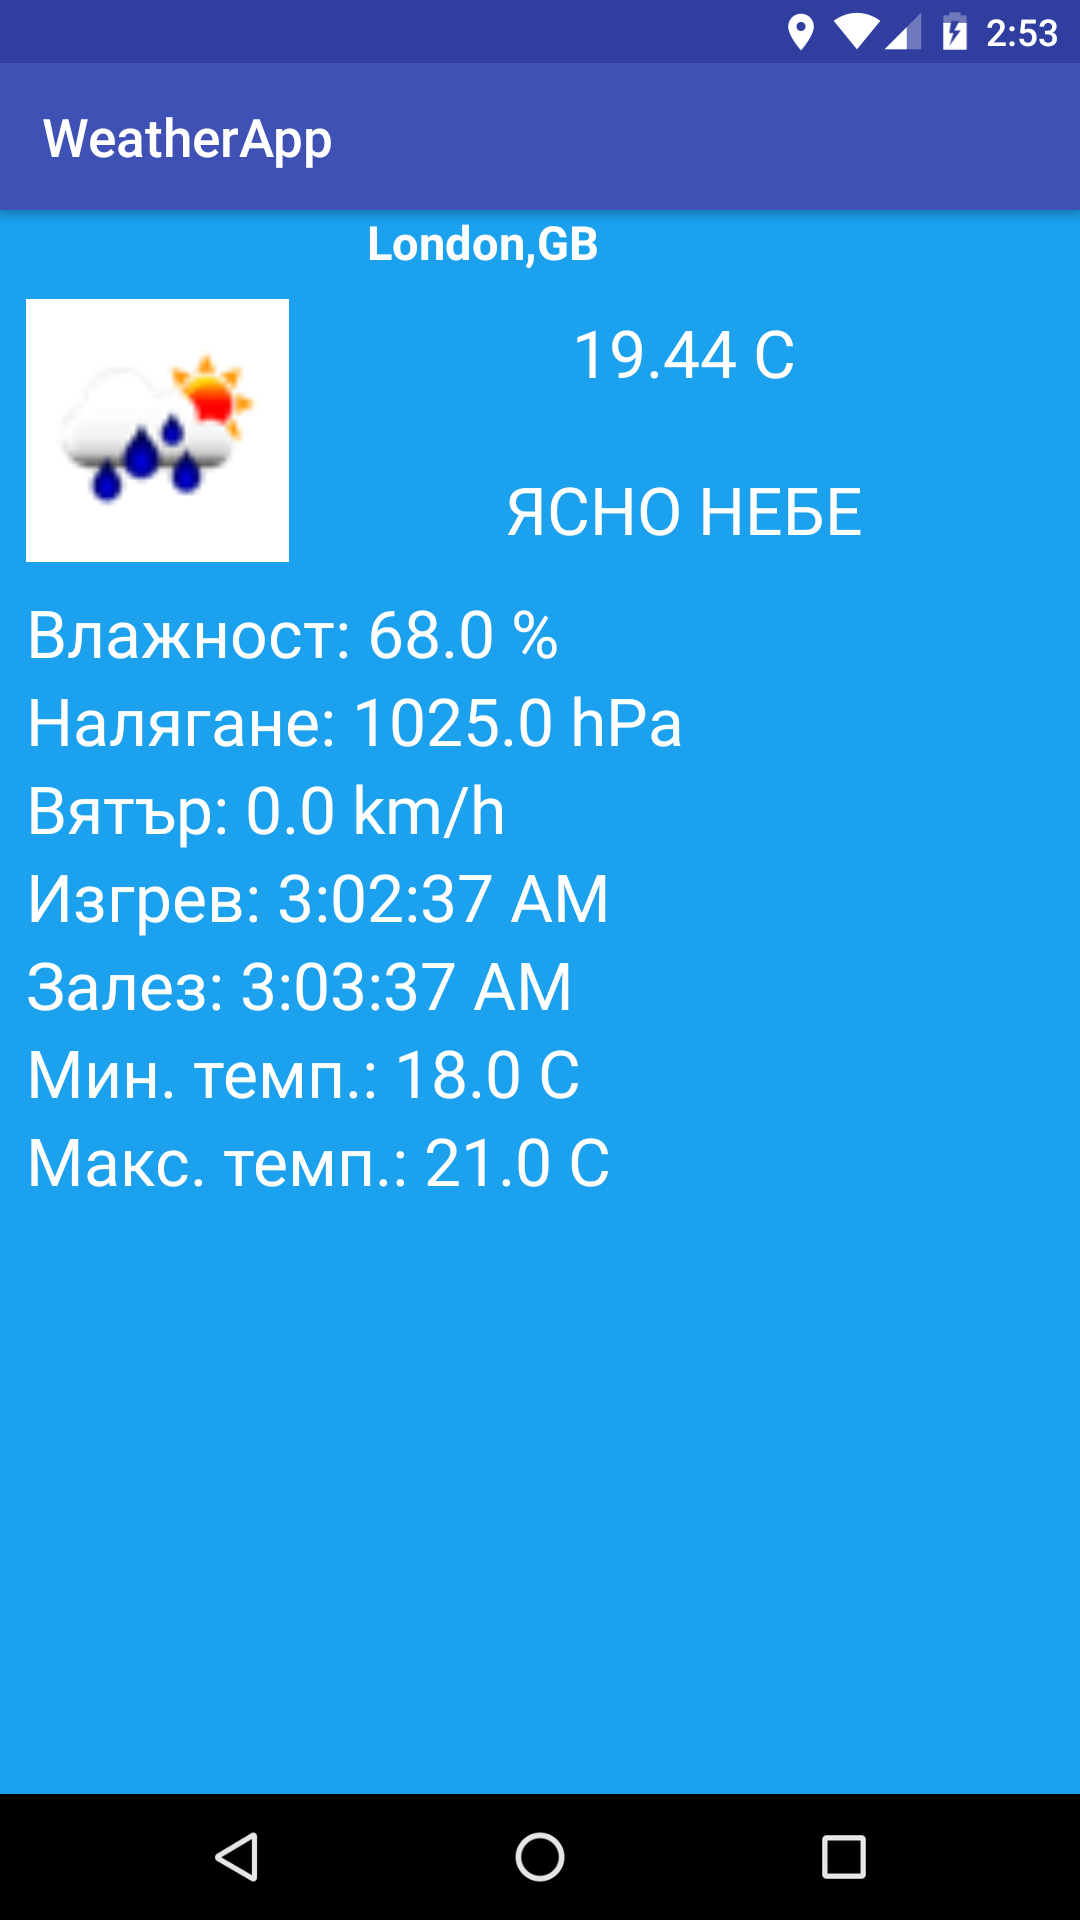 2:53
WeatherApp
London,GB
19.44 C
ЯСНО НЕБЕ
Влажност: 68.0 %
Налягане: 1025.0 hPa
Вятър: 0.0 km/h
Изгрев: 3:02:37 AM
Залез: 3:03:37 AM
Мин. темп.: 18.0 C
Макс. темп.: 21.0 C